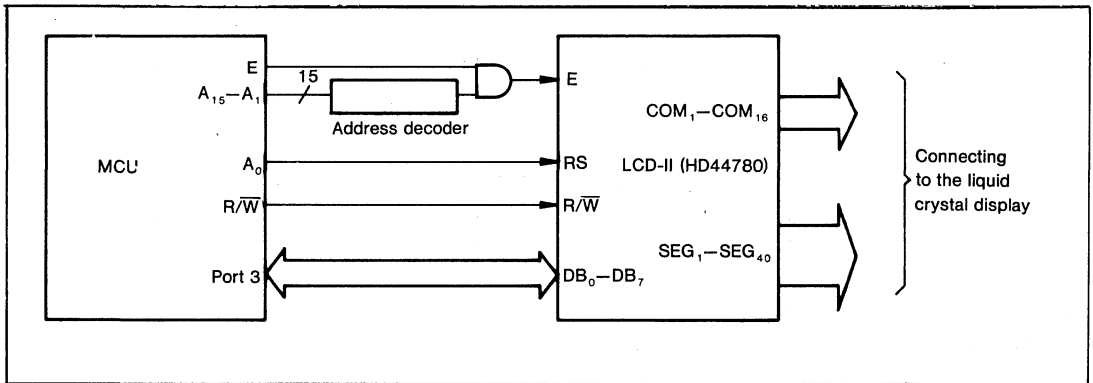 MCU
E
A₁₅—A₁
15
Address decoder
A₀
R/W̅
Port 3
E
RS
R/W̅
DB₀—DB₇
LCD-II (HD44780)
COM₁—COM₁₆
SEG₁—SEG₄₀
Connecting
to the liquid
crystal display